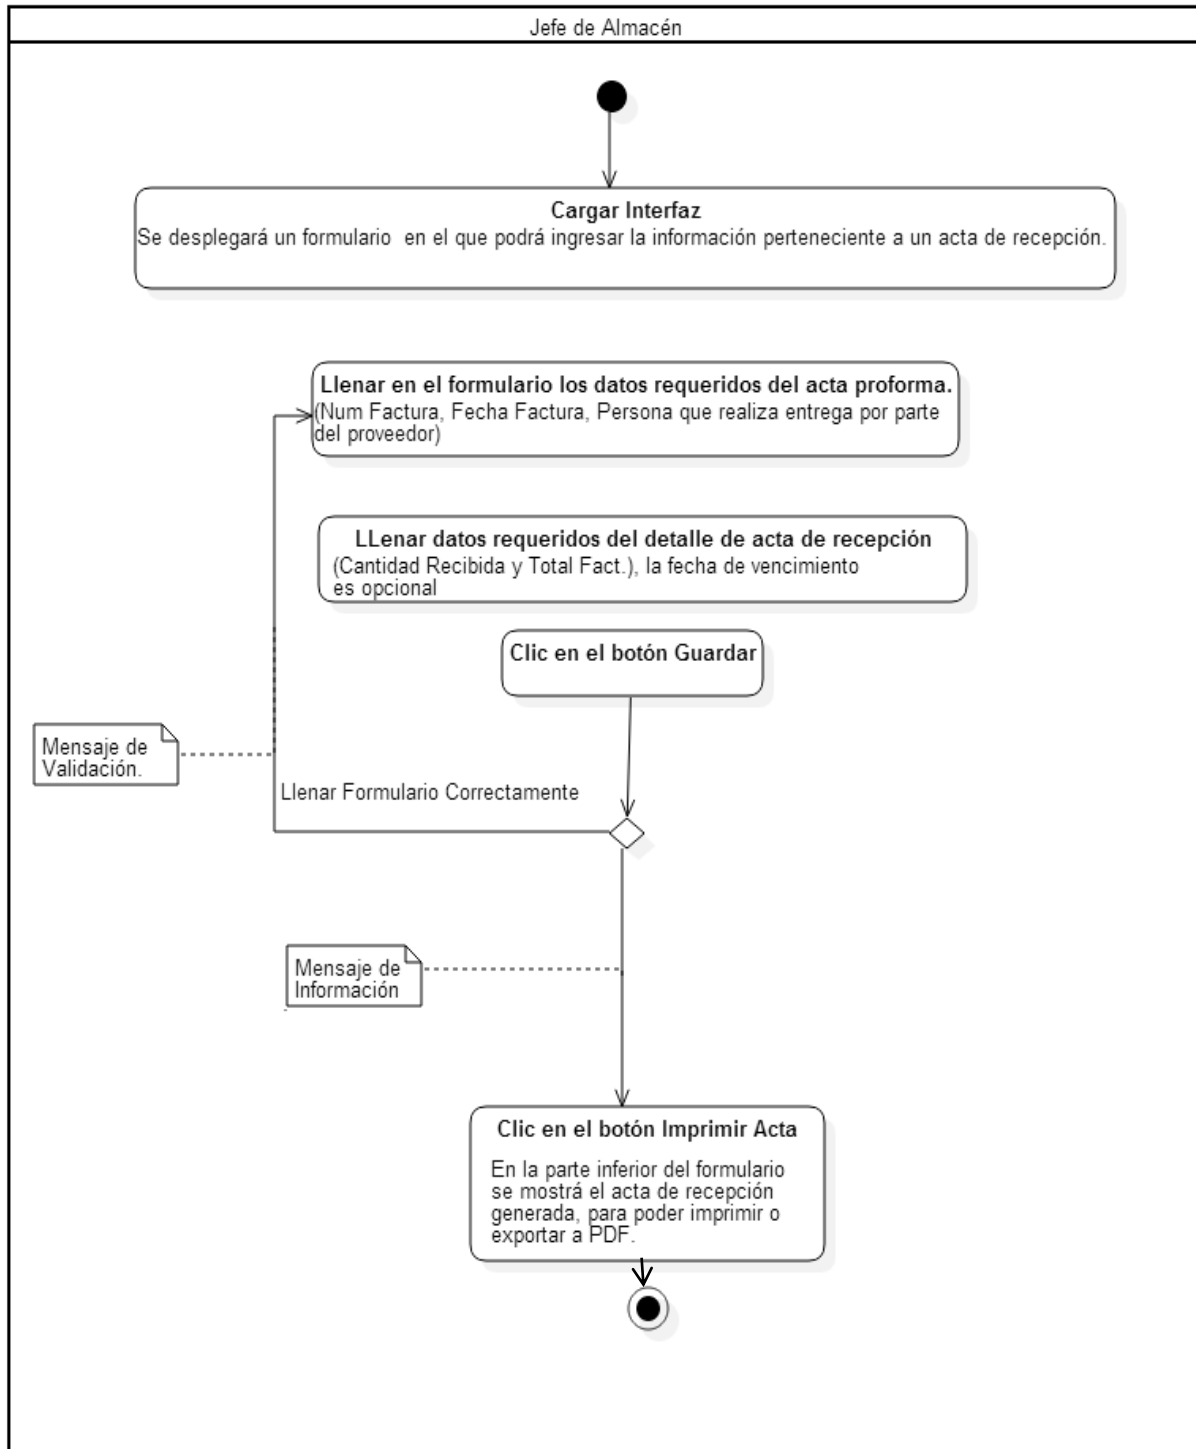 Jefe de Almacén
Cargar Interfaz
Se desplegará un formulario en el que podrá ingresar la información perteneciente a un acta de recepción.
Llenar en el formulario los datos requeridos del acta proforma.
(Num Factura, Fecha Factura, Persona que realiza entrega por parte
del proveedor)
LLenar datos requeridos del detalle de acta de recepción
(Cantidad Recibida y Total Fact.), la fecha de vencimiento
es opcional
Clic en el botón Guardar
Mensaje de
Validación.
Llenar Formulario Correctamente
Mensaje de
Información
Clic en el botón Imprimir Acta
En la parte inferior del formulario
se mostrá el acta de recepción
generada, para poder imprimir o
exportar a PDF.